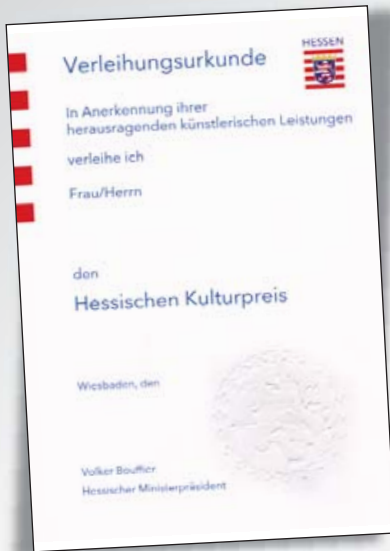 HESSEN
Verleihungsurkunde
In Anerkennung ihrer
herausragenden künstlerischen Leistungen
verleihe ich
Frau/Herrn
den
Hessischen Kulturpreis
Wiesbaden, den
Volker Bouffier
Hessischer Ministerpräsident